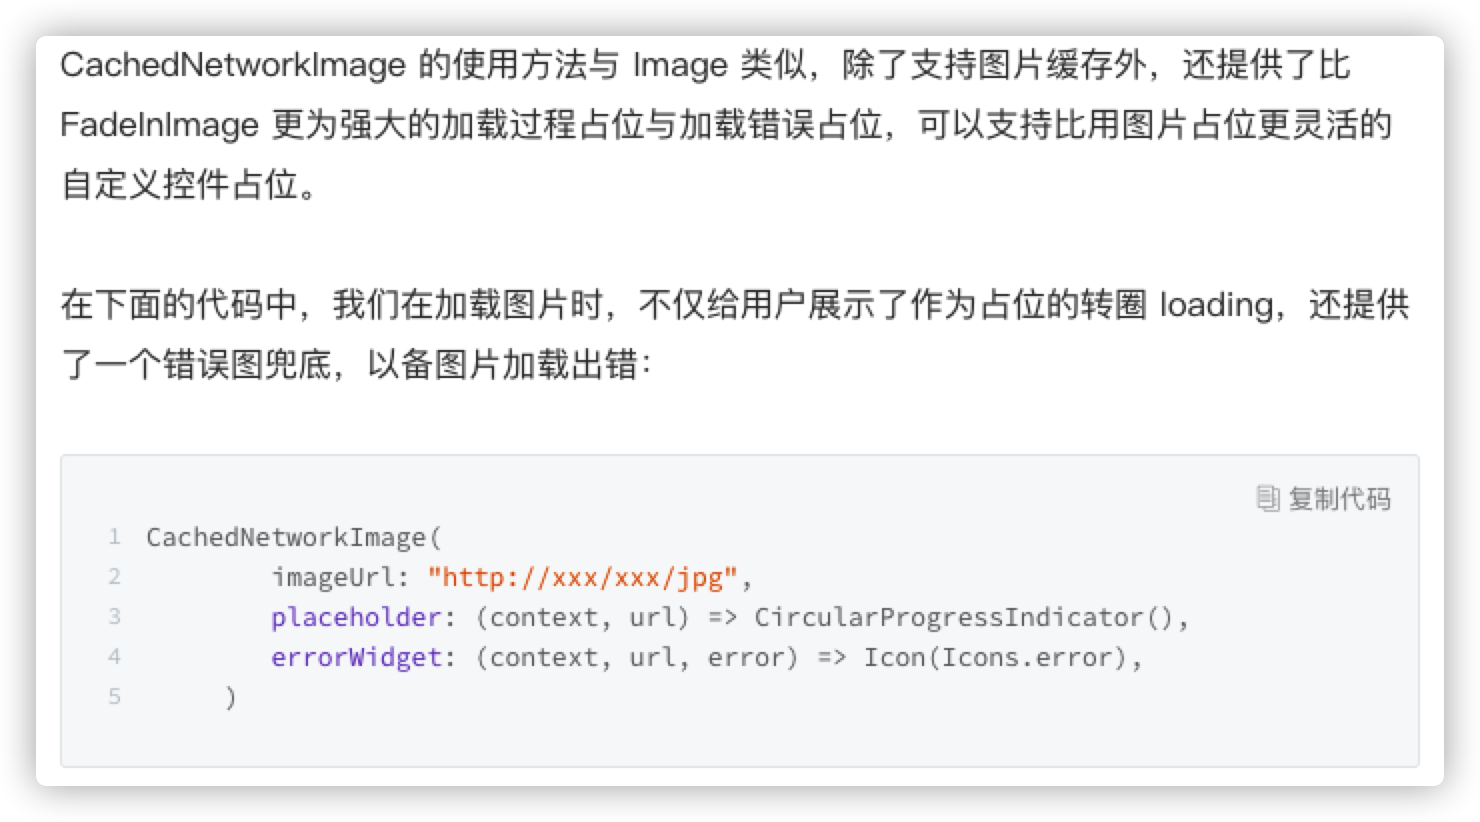 CachedNetworkImage 的使用方法与 Image 类似，除了支持图片缓存外，还提供了比
FadeInImage 更为强大的加载过程占位与加载错误占位，可以支持比用图片占位更灵活的
自定义控件占位。
在下面的代码中，我们在加载图片时，不仅给用户展示了作为占位的转圈 loading，还提供
了一个错误图兜底，以备图片加载出错：
复制代码
1 CachedNetworkImage(
2         imageUrl: "http://xxx/xxx/jpg",
3         placeholder: (context, url) => CircularProgressIndicator(),
4         errorWidget: (context, url, error) => Icon(Icons.error),
5      )